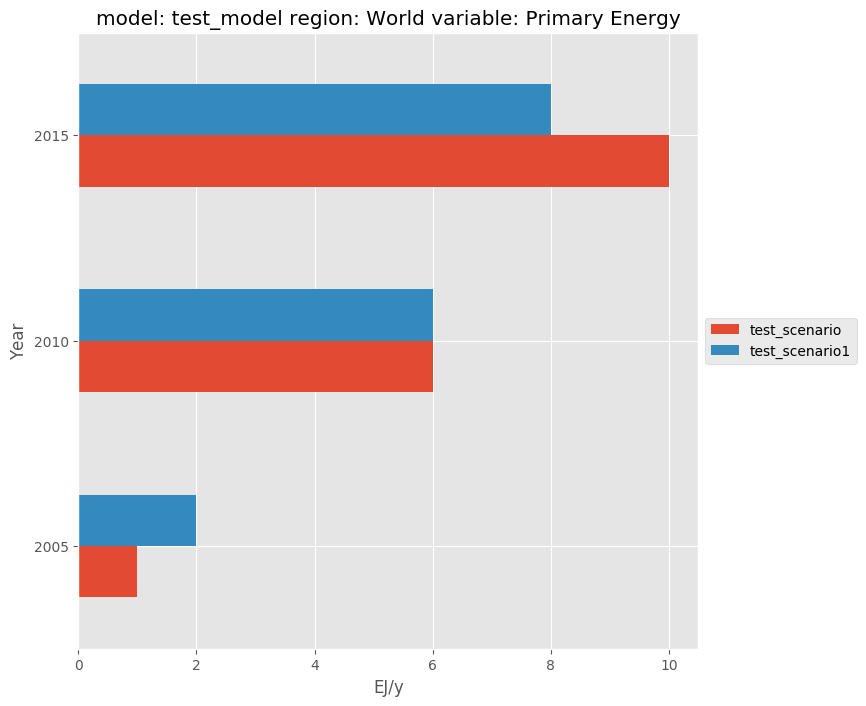 model: test_model region: World variable: Primary Energy
2015
2010
2005
Year
0 2 4 6 8 10
EJ/y
test_scenario
test_scenario1